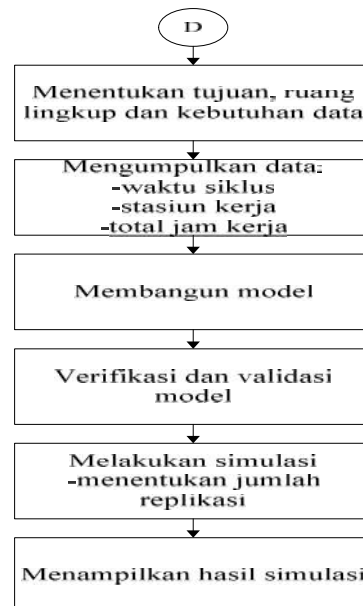 D
Menentukan tujuan, ruang
lingkup dan kebutuhan data
Mengumpulkan data:
-waktu siklus
-stasiun kerja
-total jam kerja
Membangun model
Verifikasi dan validasi
model
Melakukan simulasi
-menentukan jumlah
replikasi
Menampilkan hasil simulasi